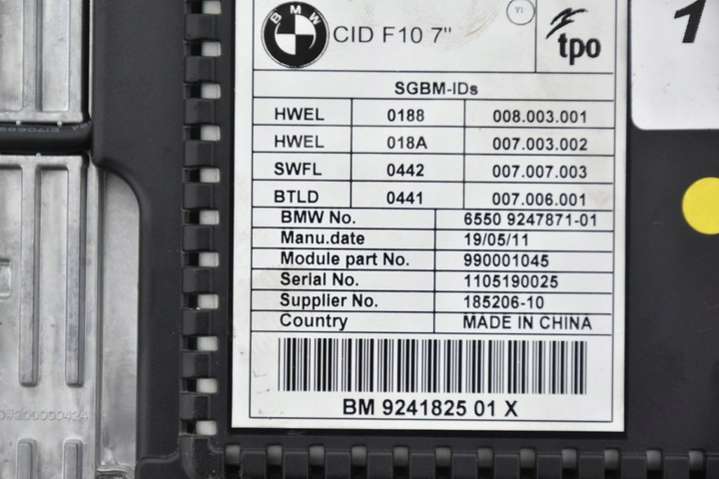 BMW
CID F10 7"
Y1
tpo
1
SGBM-IDs
HWEL 0188 008.003.001
HWEL 018A 007.003.002
SWFL 0442 007.007.003
BTLD 0441 007.006.001
BMW No. 6550 9247871-01
Manu.date 19/05/11
Module part No. 990001045
Serial No. 1105190025
Supplier No. 185206-10
Country MADE IN CHINA
BM 9241825 01 X